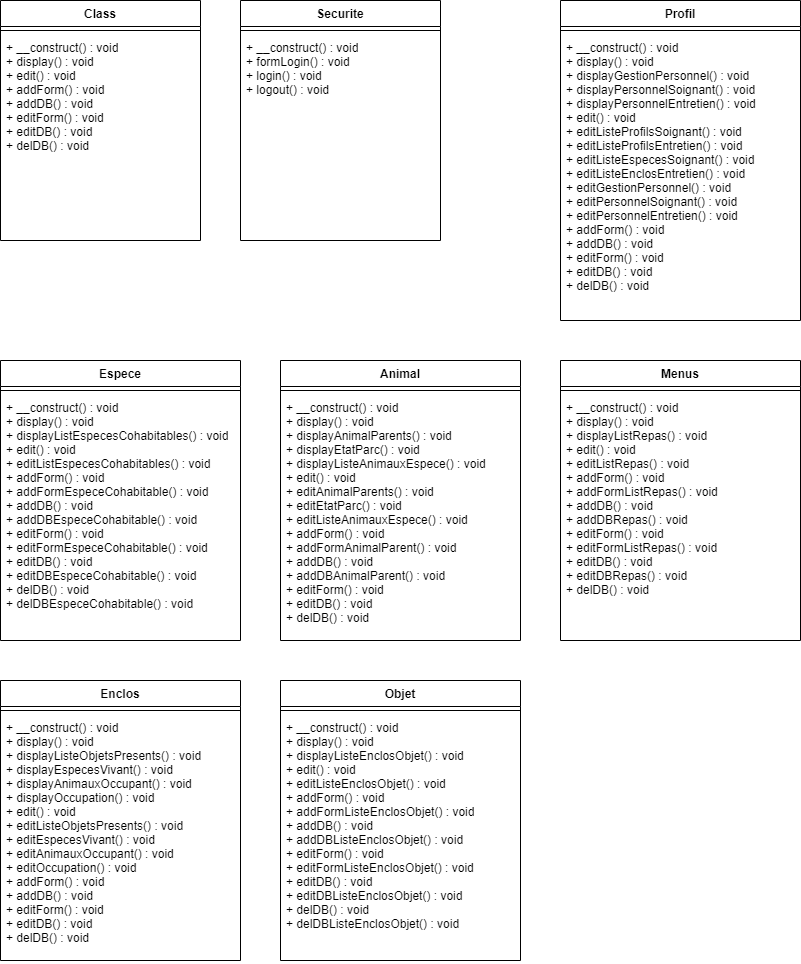 Class
+ __construct() : void
+ display() : void
+ edit() : void
+ addForm() : void
+ addDB() : void
+ editForm() : void
+ editDB() : void
+ delDB() : void
Securite
+ __construct() : void
+ formLogin() : void
+ login() : void
+ logout() : void
Profil
+ __construct() : void
+ display() : void
+ displayGestionPersonnel() : void
+ displayPersonnelSoignant() : void
+ displayPersonnelEntretien() : void
+ edit() : void
+ editListeProfilsSoignant() : void
+ editListeProfilsEntretien() : void
+ editListeEspecesSoignant() : void
+ editListeEnclosEntretien() : void
+ editGestionPersonnel() : void
+ editPersonnelSoignant() : void
+ editPersonnelEntretien() : void
+ addForm() : void
+ addDB() : void
+ editForm() : void
+ editDB() : void
+ delDB() : void
Espece
+ __construct() : void
+ display() : void
+ displayListEspecesCohabitables() : void
+ edit() : void
+ editListEspecesCohabitables() : void
+ addForm() : void
+ addFormEspeceCohabitable() : void
+ addDB() : void
+ addDBEspeceCohabitable() : void
+ editForm() : void
+ editFormEspeceCohabitable() : void
+ editDB() : void
+ editDBEspeceCohabitable() : void
+ delDB() : void
+ delDBEspeceCohabitable() : void
Animal
+ __construct() : void
+ display() : void
+ displayAnimalParents() : void
+ displayEtatParc() : void
+ displayListeAnimauxEspece() : void
+ edit() : void
+ editAnimalParents() : void
+ editEtatParc() : void
+ editListeAnimauxEspece() : void
+ addForm() : void
+ addFormAnimalParent() : void
+ addDB() : void
+ addDBAnimalParent() : void
+ editForm() : void
+ editDB() : void
+ delDB() : void
Menus
+ __construct() : void
+ display() : void
+ displayListRepas() : void
+ edit() : void
+ editListRepas() : void
+ addForm() : void
+ addFormListRepas() : void
+ addDB() : void
+ addDBRepas() : void
+ editForm() : void
+ editFormListRepas() : void
+ editDB() : void
+ editDBRepas() : void
+ delDB() : void
Enclos
+ __construct() : void
+ display() : void
+ displayListeObjetsPresents() : void
+ displayEspecesVivant() : void
+ displayAnimauxOccupant() : void
+ displayOccupation() : void
+ edit() : void
+ editListeObjetsPresents() : void
+ editEspecesVivant() : void
+ editAnimauxOccupant() : void
+ editOccupation() : void
+ addForm() : void
+ addDB() : void
+ editForm() : void
+ editDB() : void
+ delDB() : void
Objet
+ __construct() : void
+ display() : void
+ displayListeEnclosObjet() : void
+ edit() : void
+ editListeEnclosObjet() : void
+ addForm() : void
+ addFormListeEnclosObjet() : void
+ addDB() : void
+ addDBListeEnclosObjet() : void
+ editForm() : void
+ editFormListeEnclosObjet() : void
+ editDB() : void
+ editDBListeEnclosObjet() : void
+ delDB() : void
+ delDBListeEnclosObjet() : void